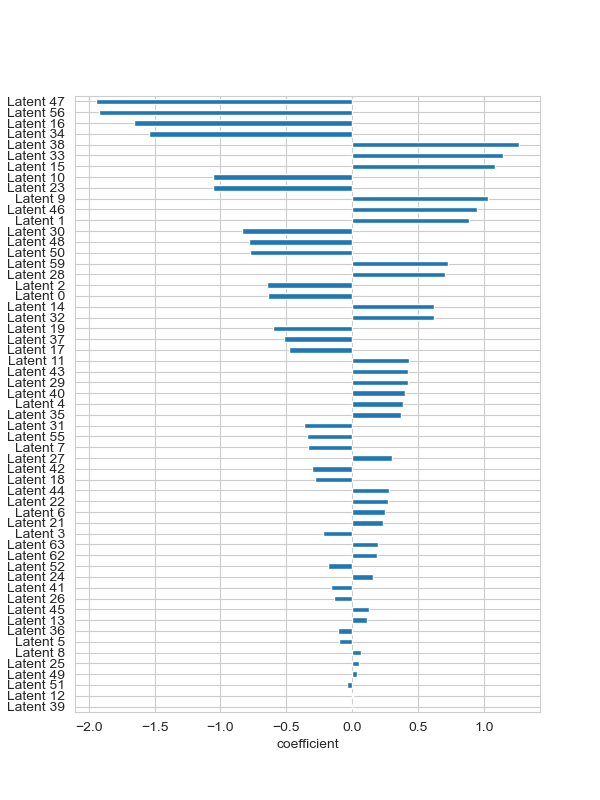 Latent 47
Latent 56
Latent 16
Latent 34
Latent 38
Latent 33
Latent 15
Latent 10
Latent 23
Latent 9
Latent 46
Latent 1
Latent 30
Latent 48
Latent 50
Latent 59
Latent 28
Latent 2
Latent 0
Latent 14
Latent 32
Latent 19
Latent 37
Latent 17
Latent 11
Latent 43
Latent 29
Latent 40
Latent 4
Latent 35
Latent 31
Latent 55
Latent 7
Latent 27
Latent 42
Latent 18
Latent 44
Latent 22
Latent 6
Latent 21
Latent 3
Latent 63
Latent 62
Latent 52
Latent 24
Latent 41
Latent 26
Latent 45
Latent 13
Latent 36
Latent 5
Latent 8
Latent 25
Latent 49
Latent 51
Latent 12
Latent 39
−2.0 −1.5 −1.0 −0.5 0.0 0.5 1.0
coefficient